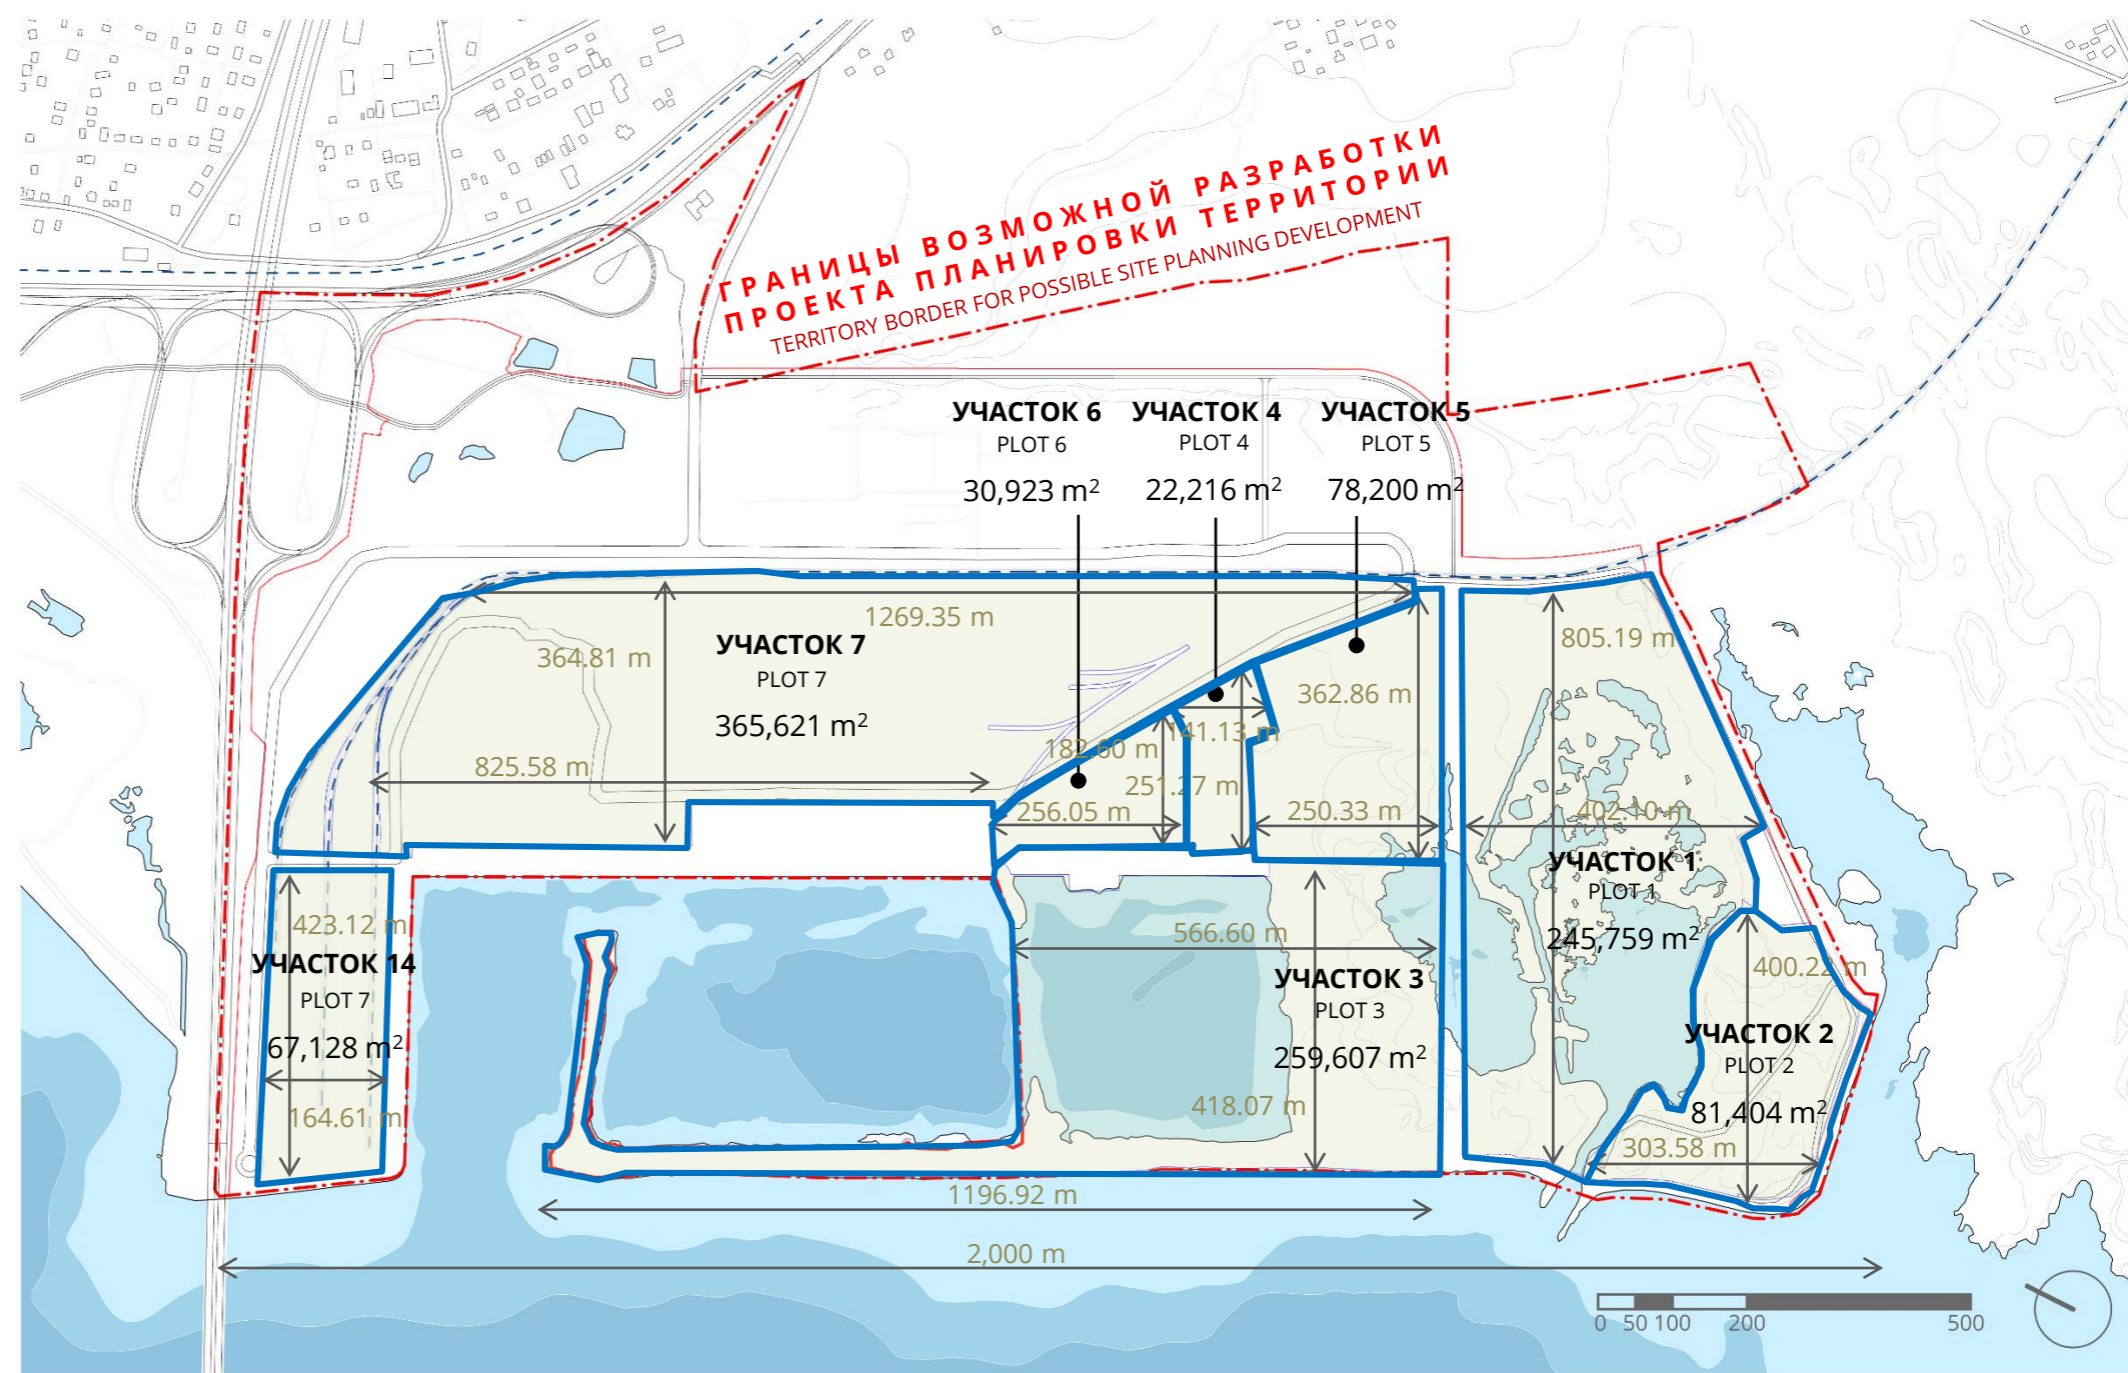 ГРАНИЦЫ ВОЗМОЖНОЙ РАЗРАБОТКИ
ПРОЕКТА ПЛАНИРОВКИ ТЕРРИТОРИИ
TERRITORY BORDER FOR POSSIBLE SITE PLANNING DEVELOPMENT
УЧАСТОК 6
PLOT 6
30,923 m²
УЧАСТОК 4
PLOT 4
22,216 m²
УЧАСТОК 5
PLOT 5
78,200 m²
1269.35 m
364.81 m
УЧАСТОК 7
PLOT 7
365,621 m²
825.58 m
182.60 m
141.13 m
251.27 m
256.05 m
362.86 m
250.33 m
805.19 m
402.10 m
УЧАСТОК 1
PLOT 1
245,759 m²
423.12 m
УЧАСТОК 14
PLOT 7
67,128 m²
164.61 m
566.60 m
УЧАСТОК 3
PLOT 3
259,607 m²
418.07 m
400.22 m
УЧАСТОК 2
PLOT 2
81,404 m²
303.58 m
1196.92 m
2,000 m
0 50 100 200 500